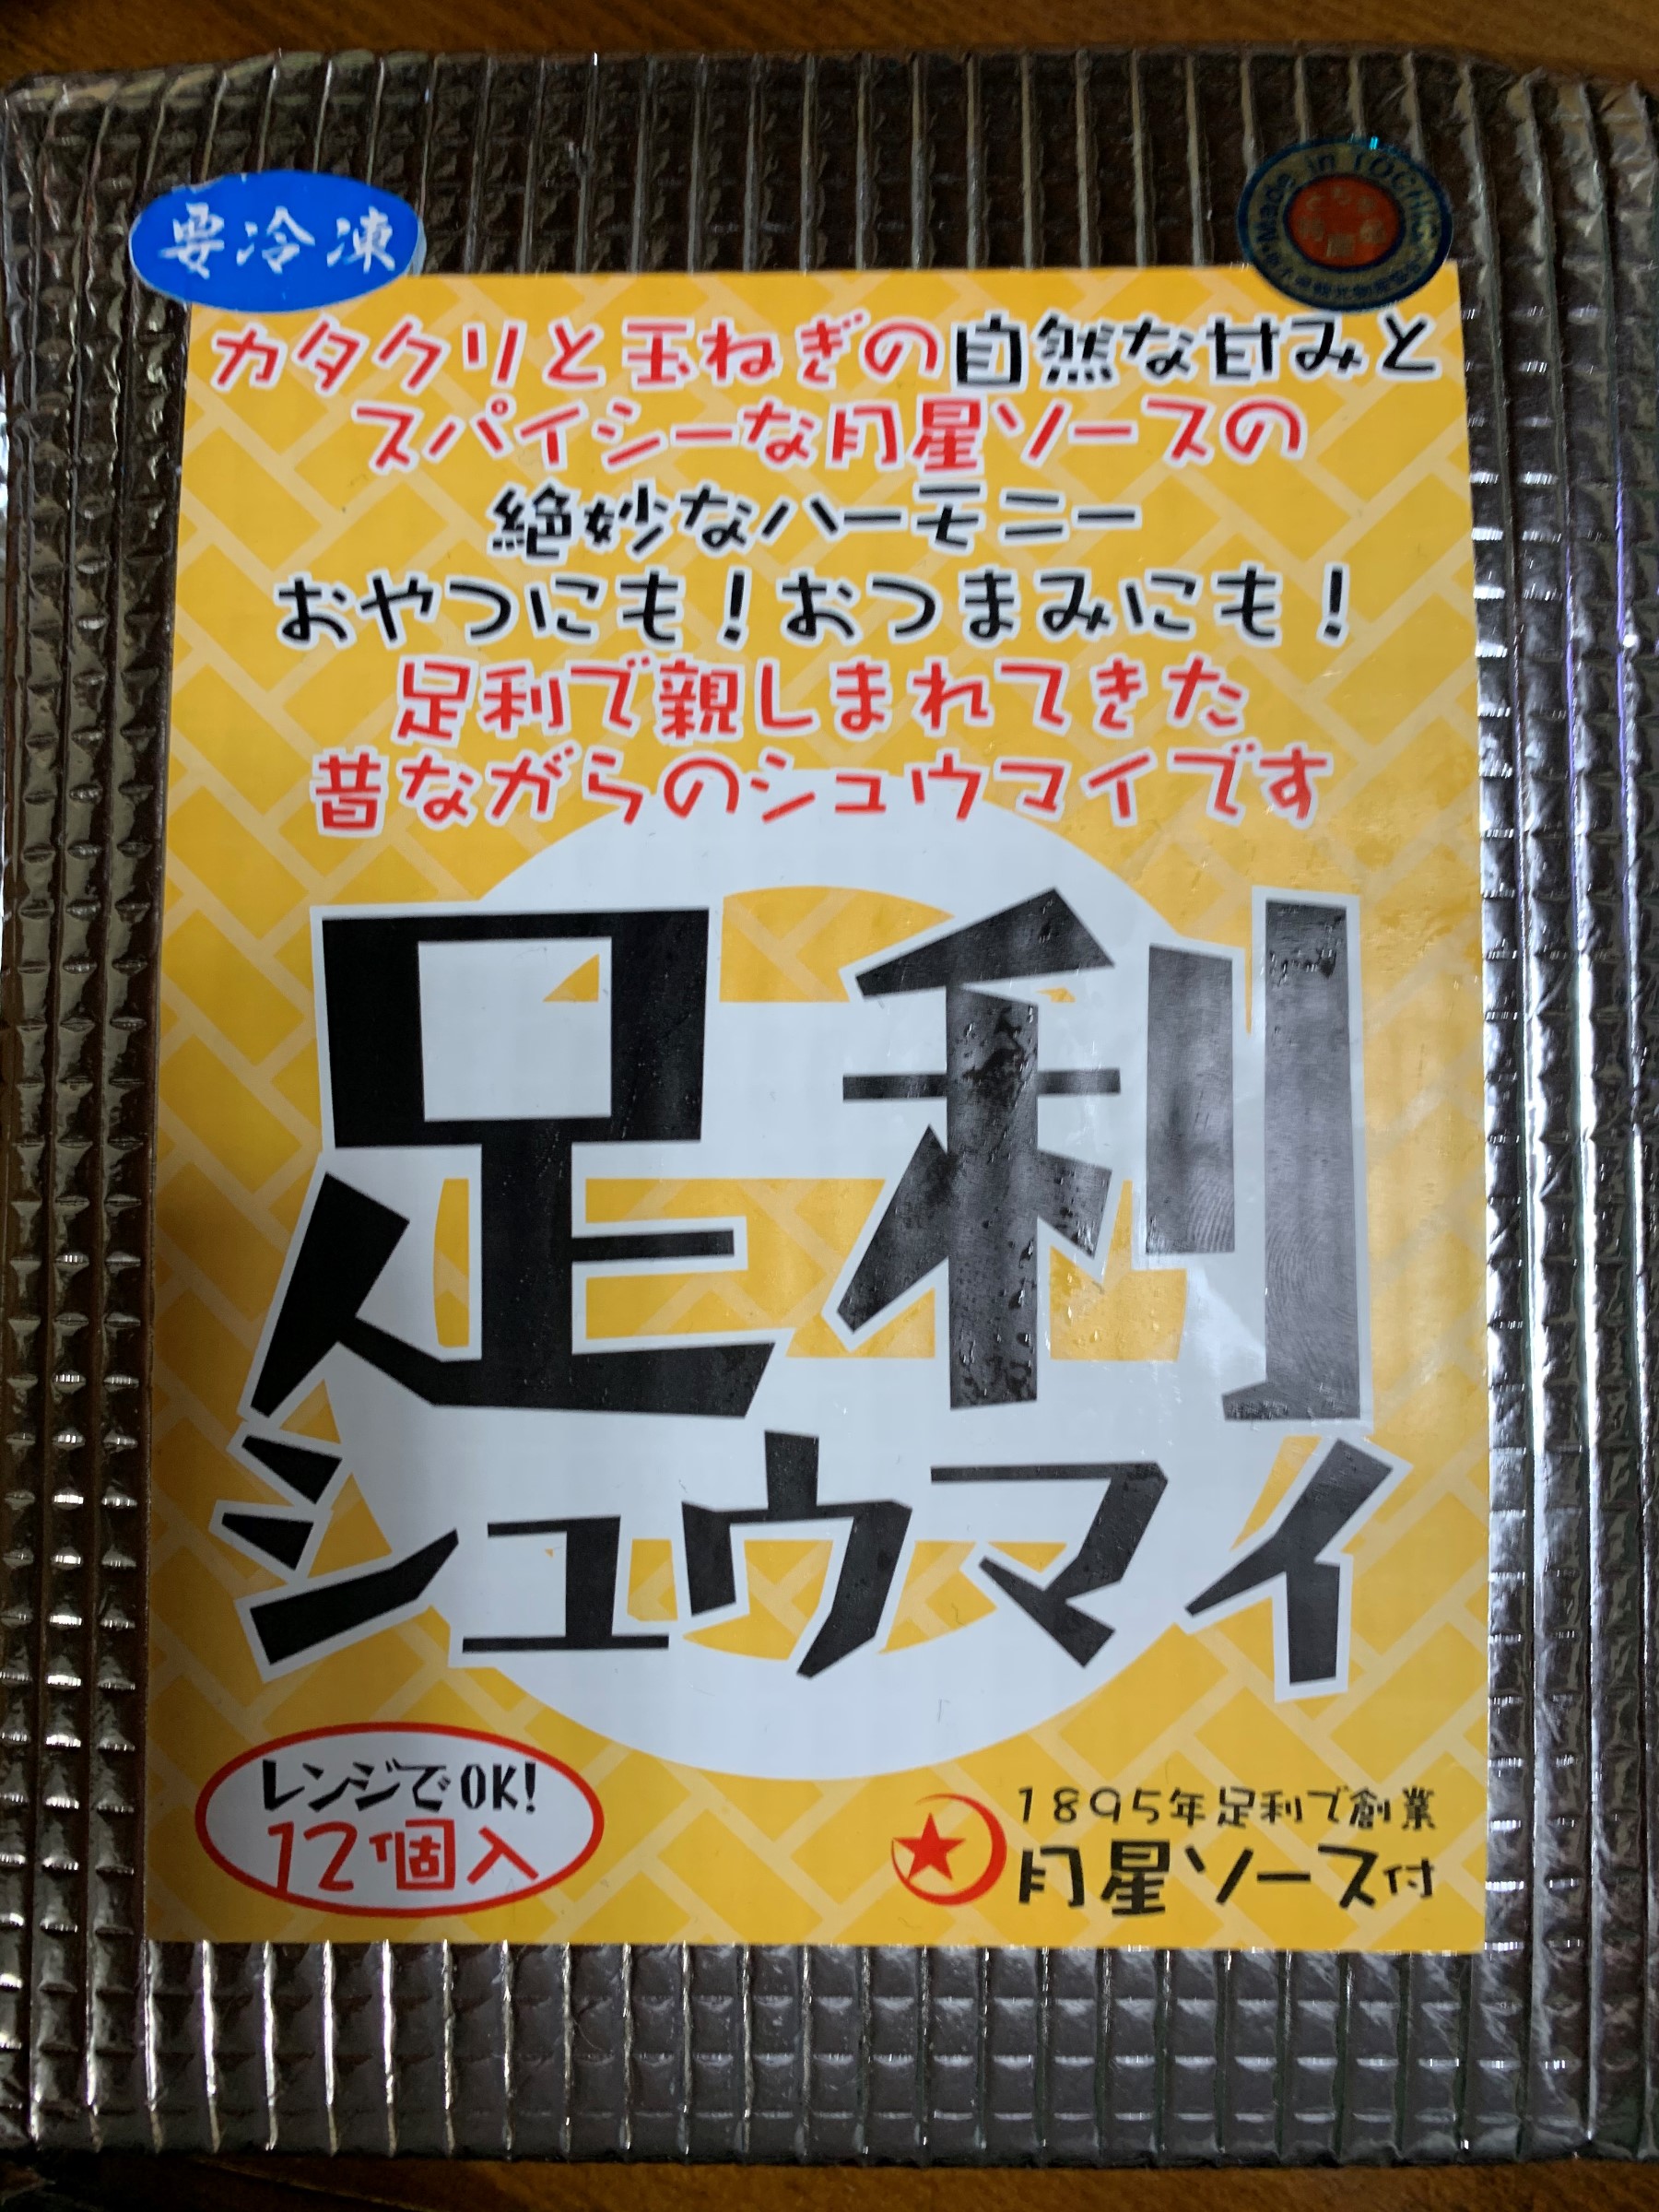 要冷凍
Made in TOCHIGI
カタクリと玉ねぎの自然な甘みと
スパイシーな月星ソースの
絶妙なハーモニー
おやつにも！おつまみにも！
足利で親しまれてきた
昔ながらのシュウマイです
足利
シュウマイ
レンジでOK!
12個入
1895年足利で創業
月星ソース付